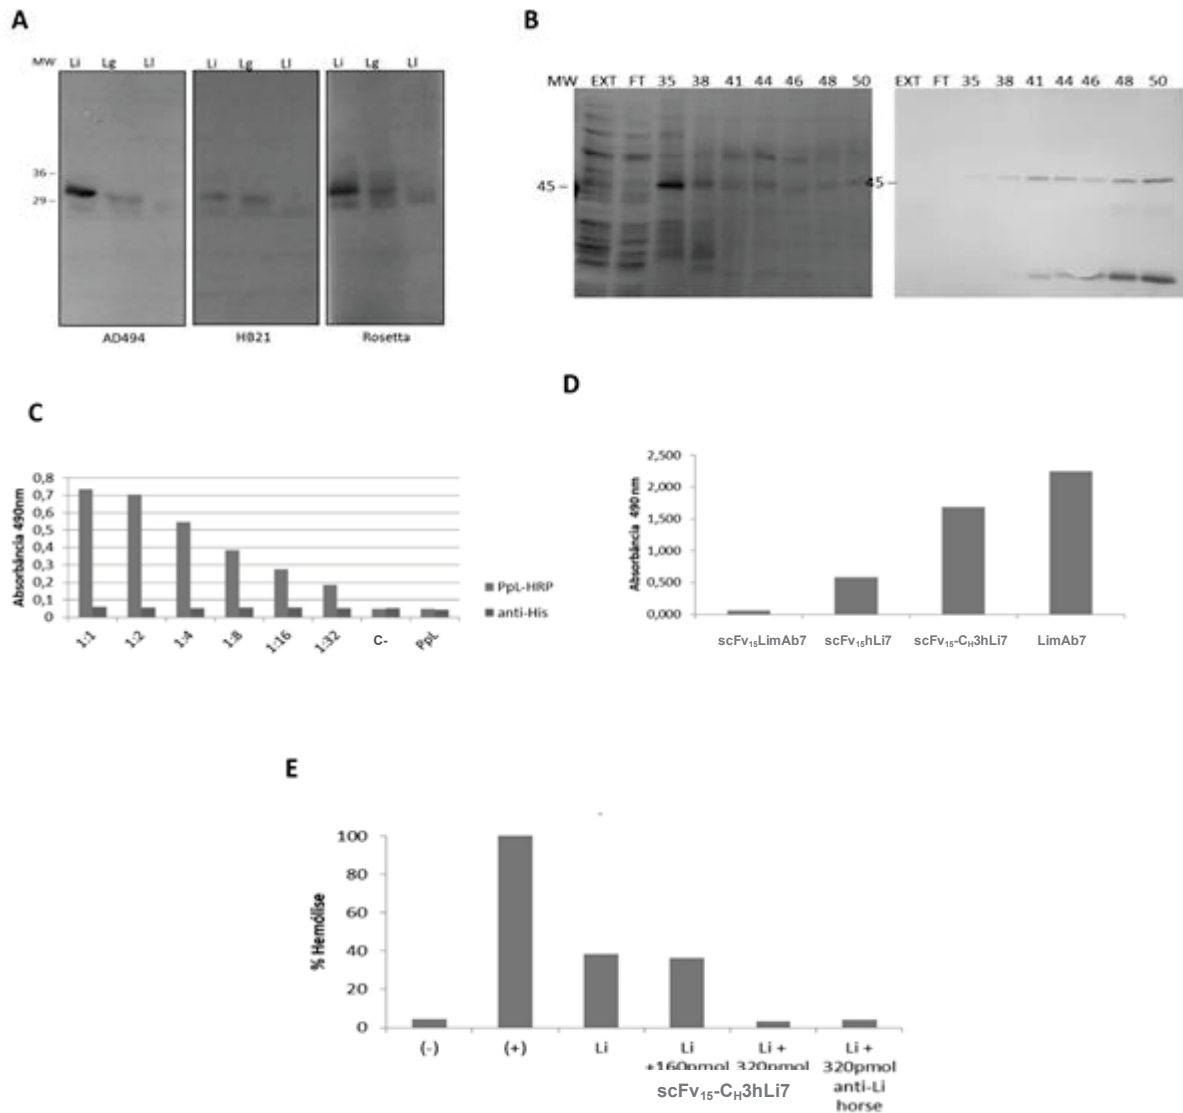 A
MW Li Lg Ll Li Lg Ll Li Lg Ll
36
29
AD494 HB21 Rosetta
B
MW EXT FT 35 38 41 44 46 48 50 EXT FT 35 38 41 44 46 48 50
45 45
C
Absorbância 490nm
0,8
0,7
0,6
0,5
0,4
0,3
0,2
0,1
0
1:1 1:2 1:4 1:8 1:16 1:32 C- PpL
PpL-HRP
anti-His
D
Absorbância 490nm
2,500
2,000
1,500
1,000
0,500
0,000
scFv₁₅LimAb7 scFv₁₅hLi7 scFv₁₅-C_H3hLi7 LimAb7
E
% Hemólise
100
80
60
40
20
0
(-) (+) Li Li Li + Li +
+160pmol 320pmol 320pmol
scFv₁₅-C_H3hLi7 anti-Li
horse